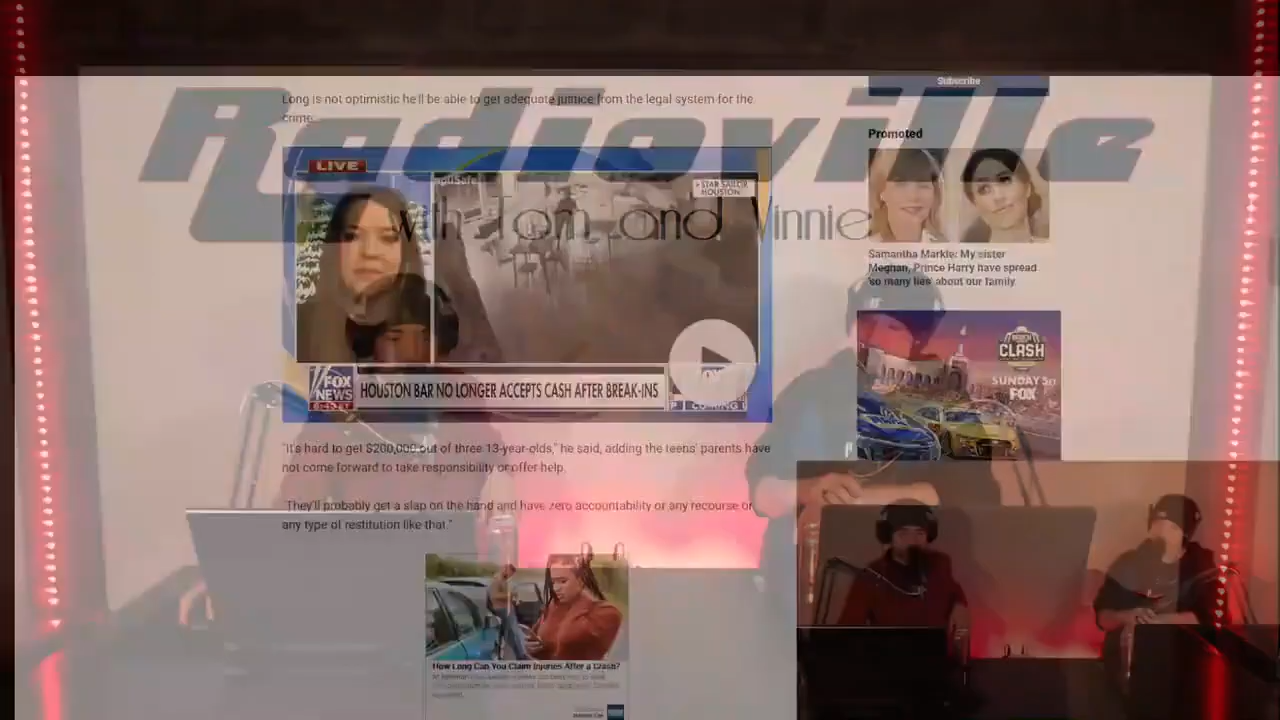 Subscribe
Long is not optimistic he'll be able to get adequate justice from the legal system for the
crime.
Radioville
with Tom and Vinnie
Promoted
LIVE
OptiSafe
STAR SAILOR
HOUSTON
Samantha Markle: My sister
Meghan, Prince Harry have spread
'so many lies' about our family
CLASH
SUNDAY 5
FOX
FOX
NEWS
HOUSTON BAR NO LONGER ACCEPTS CASH AFTER BREAK-INS
COMING
"It's hard to get $200,000 out of three 13-year-olds," he said, adding the teens' parents have
not come forward to take responsibility or offer help.
"They'll probably get a slap on the hand and have zero accountability or any recourse or
any type of restitution like that."
How Long Can You Claim Injuries After a Crash?